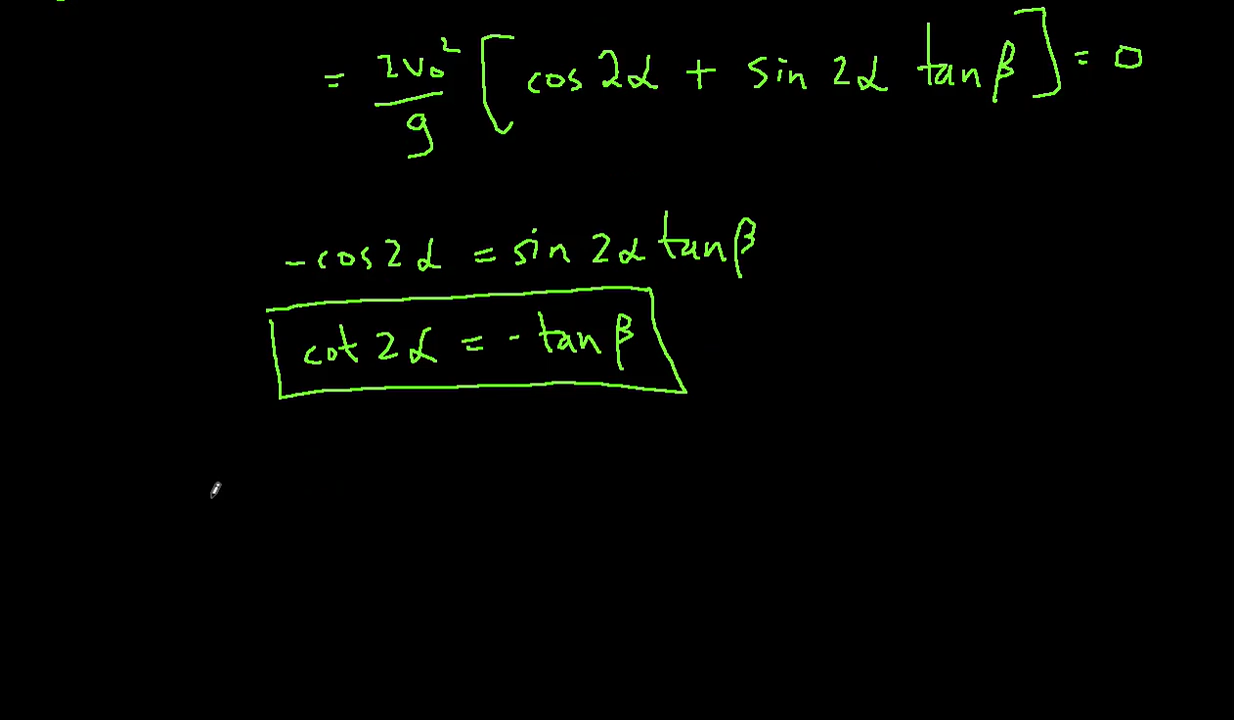 = 2v₀²/g [cos 2α + sin 2α tan β] = 0
-cos 2α = sin 2α tan β
cot 2α = - tan β